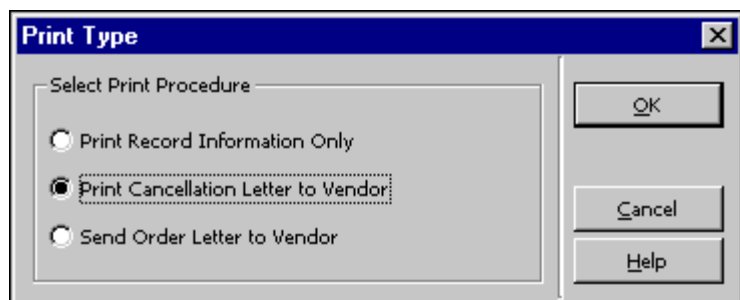 Print Type
Select Print Procedure
Print Record Information Only
Print Cancellation Letter to Vendor
Send Order Letter to Vendor
OK
Cancel
Help